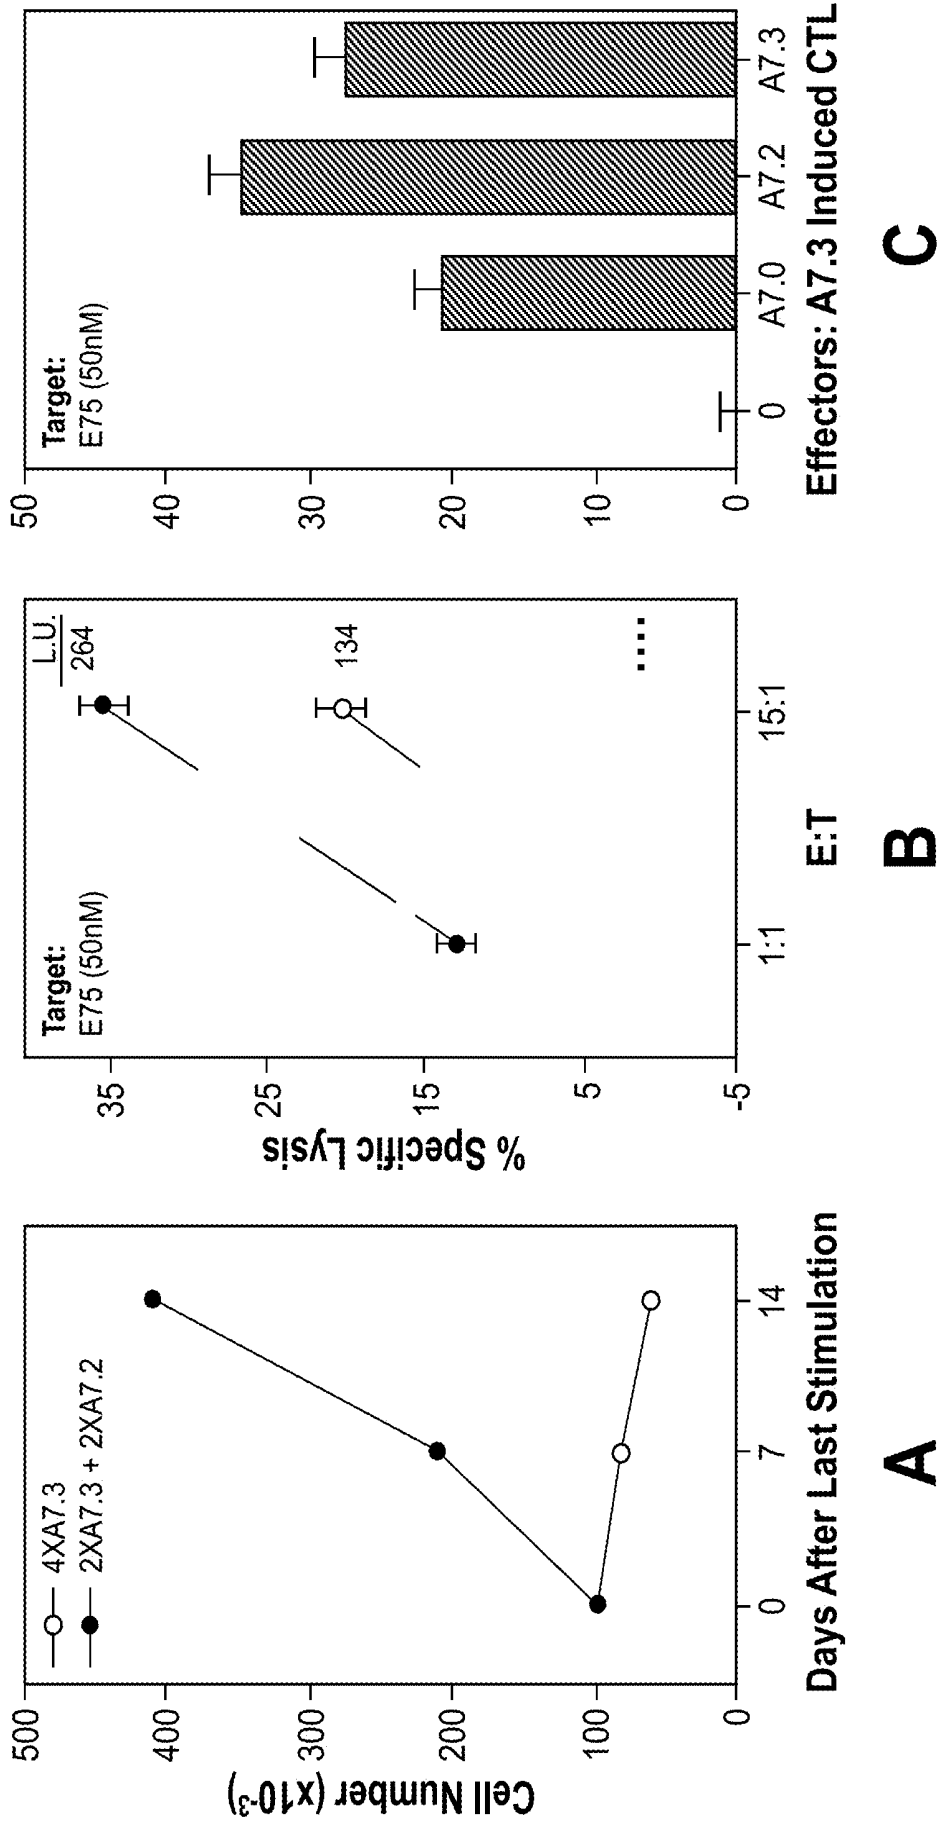 500
400
300
200
100
0
Cell Number (x10-3)
4XA7.3
2XA7.3 + 2XA7.2
0
7
14
Days After Last Stimulation
A
35
25
15
5
-5
% Specific Lysis
Target:
E75 (50nM)
L.U.
264
134
1:1
15:1
E:T
B
50
40
30
20
10
0
Target:
E75 (50nM)
0
A7.0
A7.2
A7.3
Effectors: A7.3 Induced CTL
C